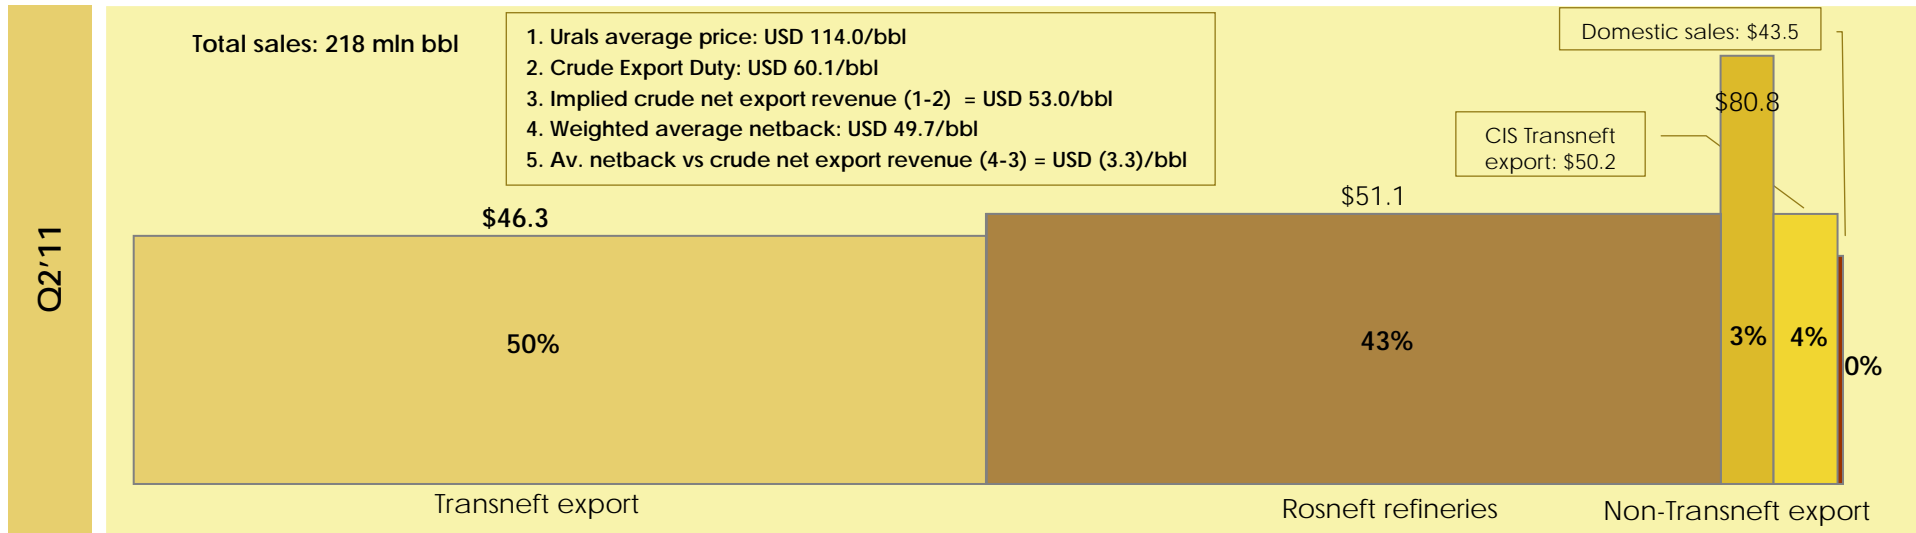 Q2'11
Total sales: 218 mln bbl
1. Urals average price: USD 114.0/bbl
2. Crude Export Duty: USD 60.1/bbl
3. Implied crude net export revenue (1-2) = USD 53.0/bbl
4. Weighted average netback: USD 49.7/bbl
5. Av. netback vs crude net export revenue (4-3) = USD (3.3)/bbl
Domestic sales: $43.5
$80.8
CIS Transneft
export: $50.2
$46.3
$51.1
50%
43%
3%
4%
0%
Transneft export
Rosneft refineries
Non-Transneft export